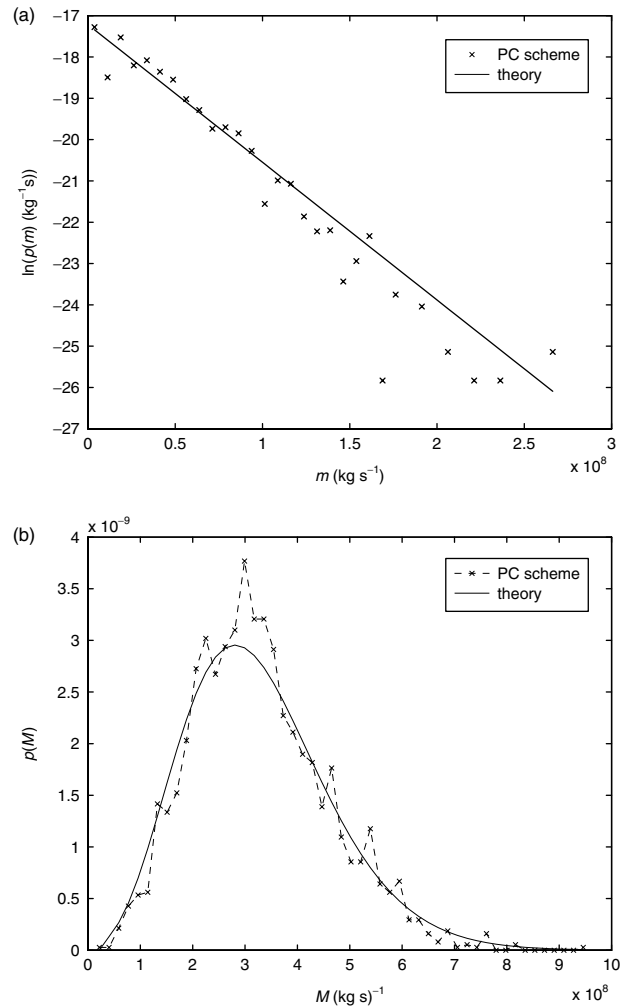 (a)
−17
−18
−19
−20
−21
−22
−23
−24
−25
−26
−27
ln(p(m) (kg⁻¹s))
× PC scheme
— theory
0 0.5 1 1.5 2 2.5 3
× 10⁸
m (kg s⁻¹)
(b)
× 10⁻⁹
4
3.5
3
2.5
2
1.5
1
0.5
0
p(M)
PC scheme
theory
0 1 2 3 4 5 6 7 8 9 10
× 10⁸
M (kg s)⁻¹